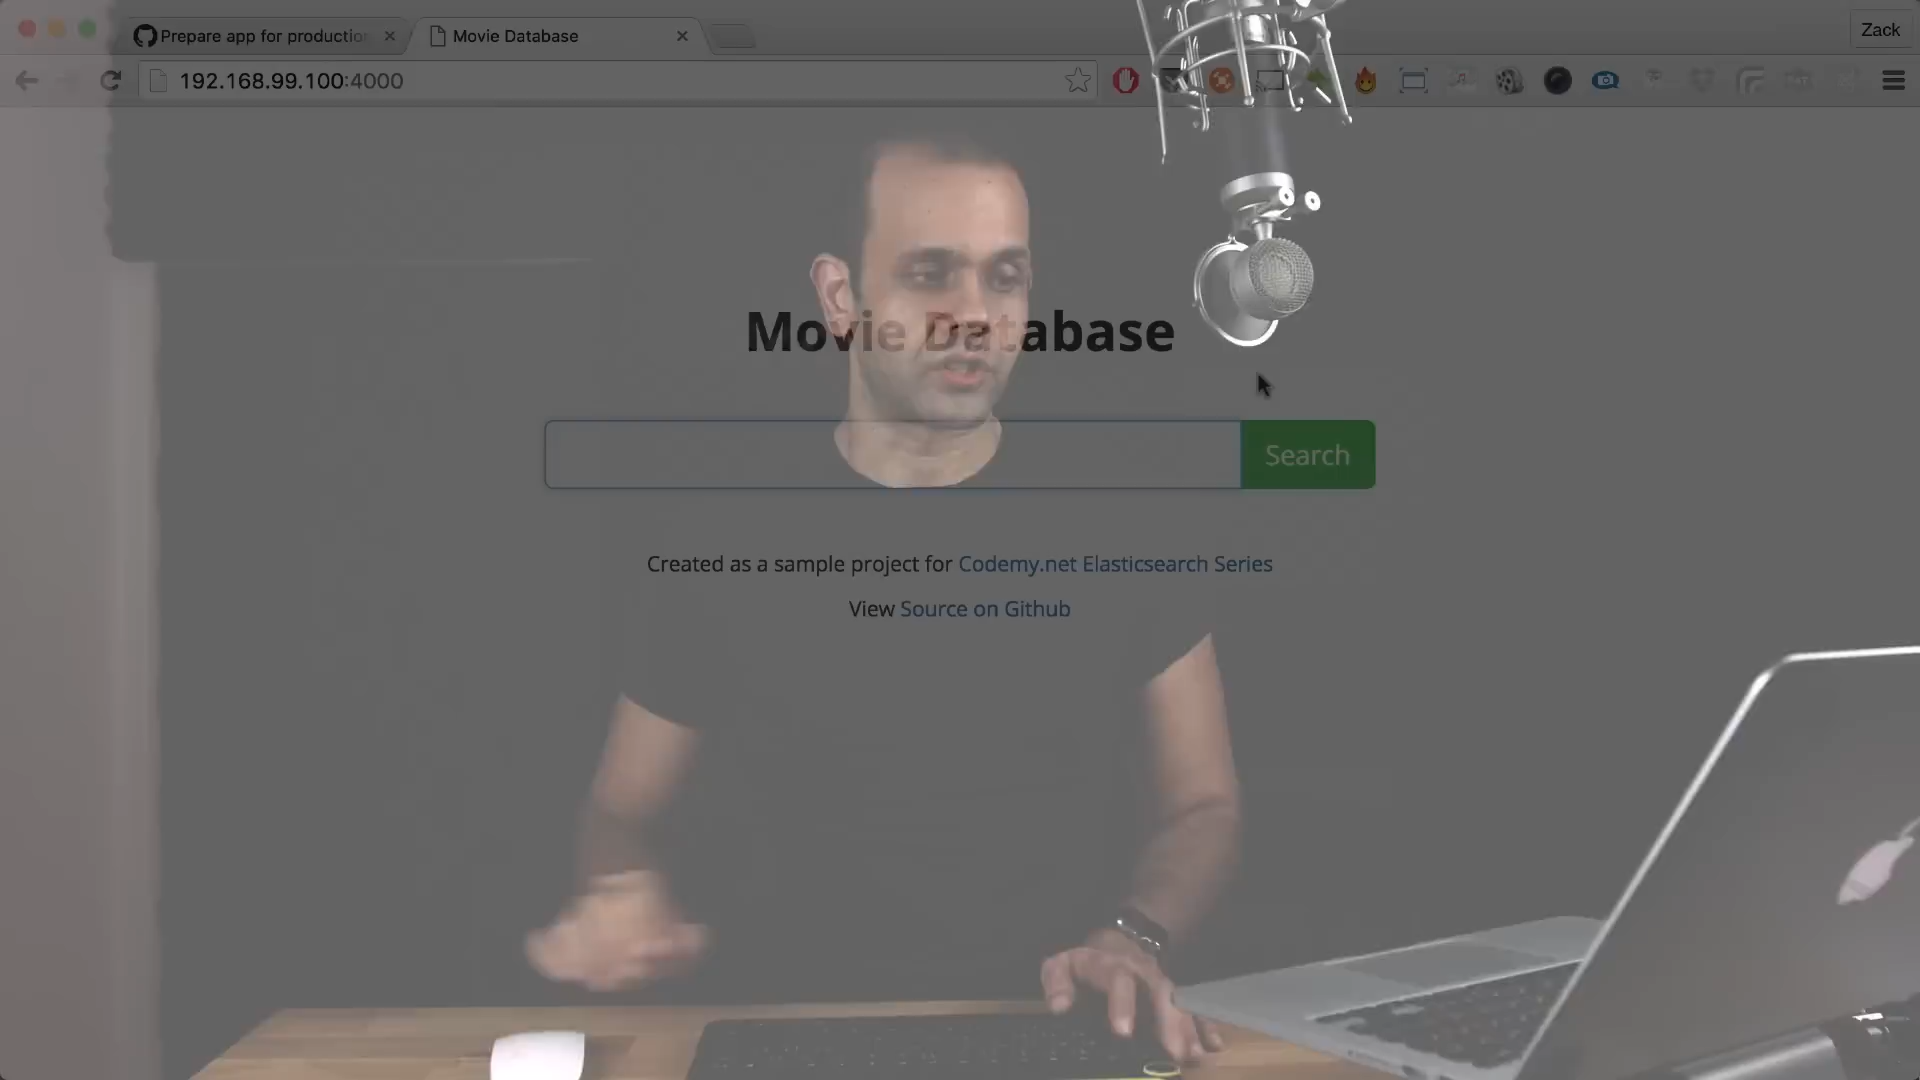 Prepare app for productio
Movie Database
Zack
192.168.99.100:4000
Movie Database
Search
Created as a sample project for Codemy.net Elasticsearch Series
View Source on Github